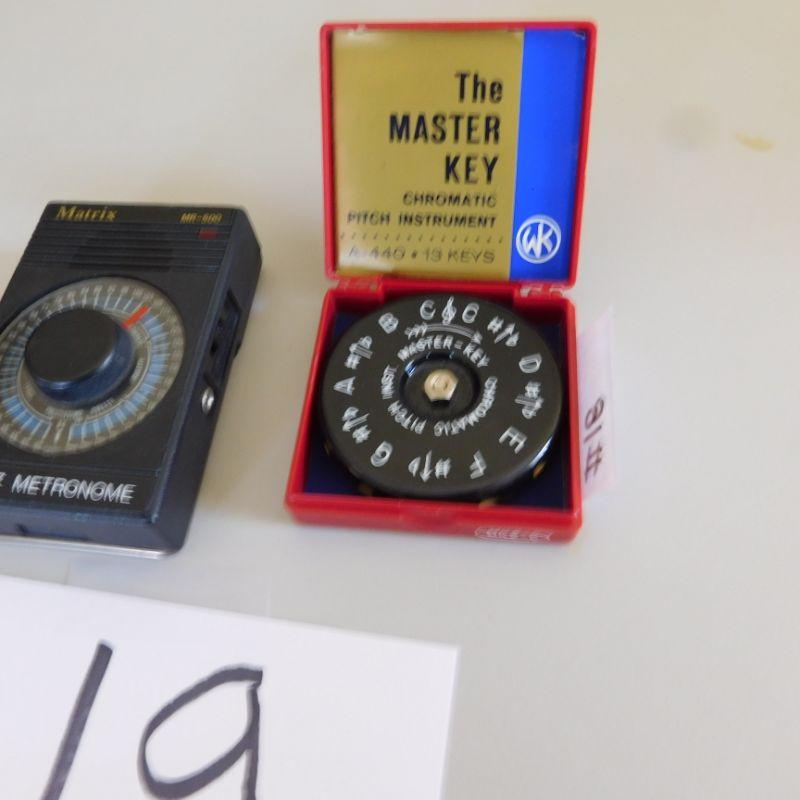 Matrix MR-500
METRONOME
The
MASTER
KEY
CHROMATIC
PITCH INSTRUMENT
A-440 • 13 KEYS
WK
C C # D # E F # G # A # B
MASTER-KEY
CHROMATIC PITCH INST.
#18
19